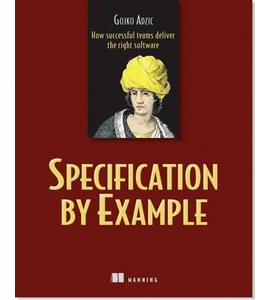 GOJKO ADZIC
How successful teams deliver
the right software
SPECIFICATION
BY EXAMPLE
MANNING